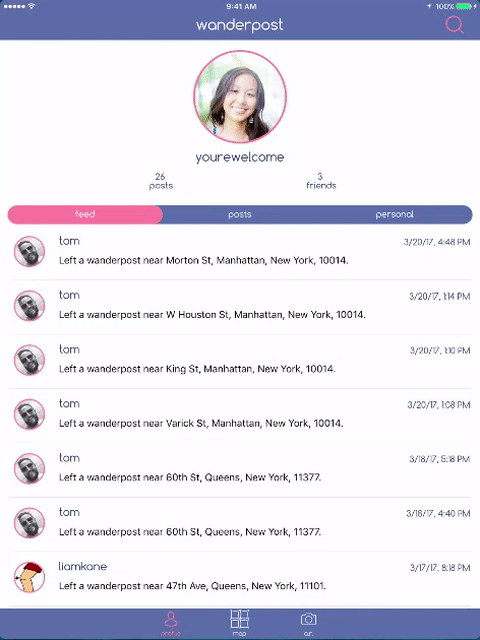 9:41 AM 100%
wanderpost
yourewelcome
26 3
posts friends
feed posts personal
tom 3/20/17, 4:48 PM
Left a wanderpost near Morton St, Manhattan, New York, 10014.
tom 3/20/17, 1:14 PM
Left a wanderpost near W Houston St, Manhattan, New York, 10014.
tom 3/20/17, 1:10 PM
Left a wanderpost near King St, Manhattan, New York, 10014.
tom 3/20/17, 1:08 PM
Left a wanderpost near Varick St, Manhattan, New York, 10014.
tom 3/18/17, 5:18 PM
Left a wanderpost near 60th St, Queens, New York, 11377.
tom 3/18/17, 4:40 PM
Left a wanderpost near 60th St, Queens, New York, 11377.
liamkane 3/17/17, 8:18 PM
Left a wanderpost near 47th Ave, Queens, New York, 11101.
profile map a.r.